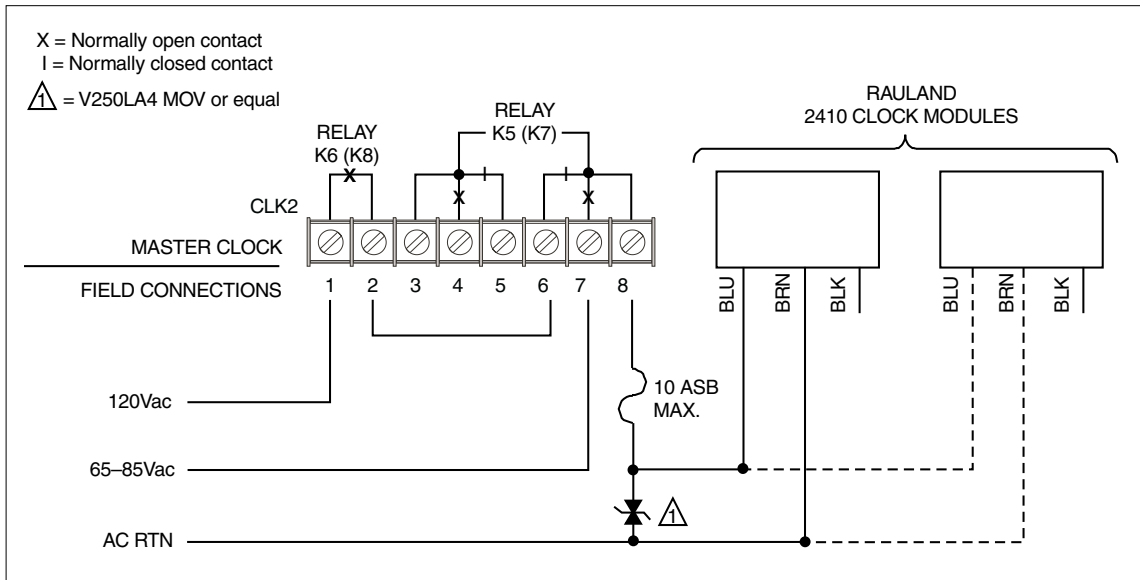 X = Normally open contact
I = Normally closed contact
1 = V250LA4 MOV or equal
RAULAND
2410 CLOCK MODULES
RELAY
K5 (K7)
RELAY
K6 (K8)
X
X
X
CLK2
MASTER CLOCK
FIELD CONNECTIONS
1 2 3 4 5 6 7 8
BLU BRN BLK
BLU BRN BLK
10 ASB
MAX.
120Vac
65–85Vac
1
AC RTN